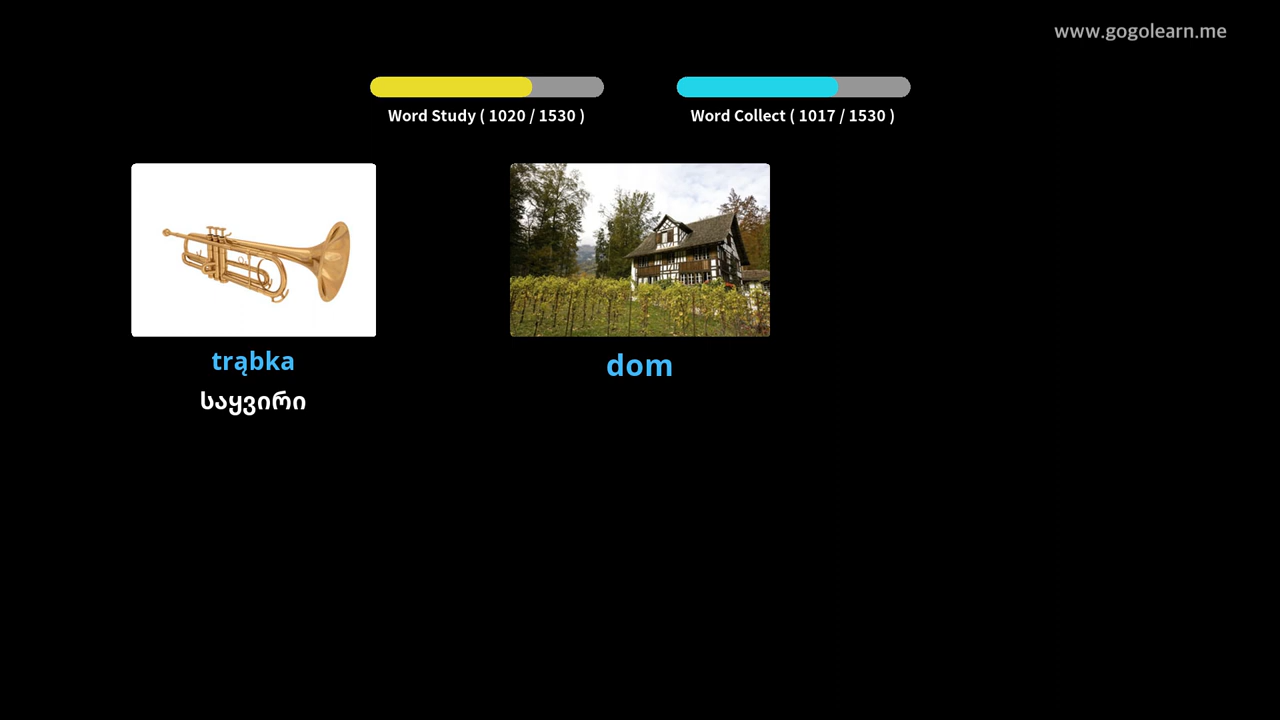 www.gogolearn.me
Word Study ( 1020 / 1530 )
Word Collect ( 1017 / 1530 )
trąbka
საყვირი
dom